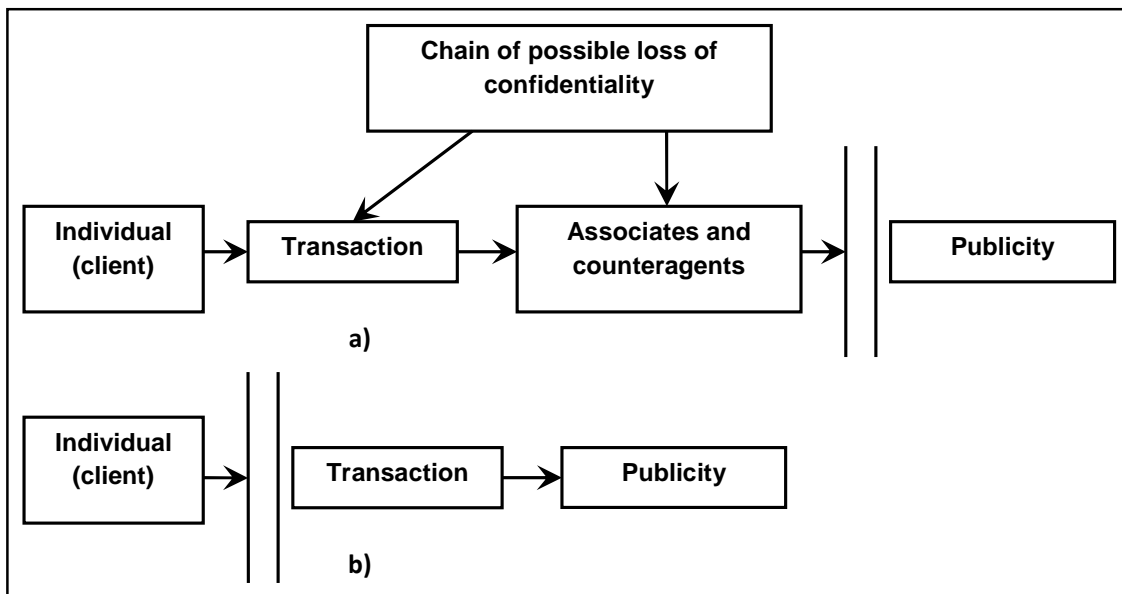 Chain of possible loss of
confidentiality
Individual
(client)
Transaction
Associates and
counteragents
Publicity
a)
Individual
(client)
Transaction
Publicity
b)